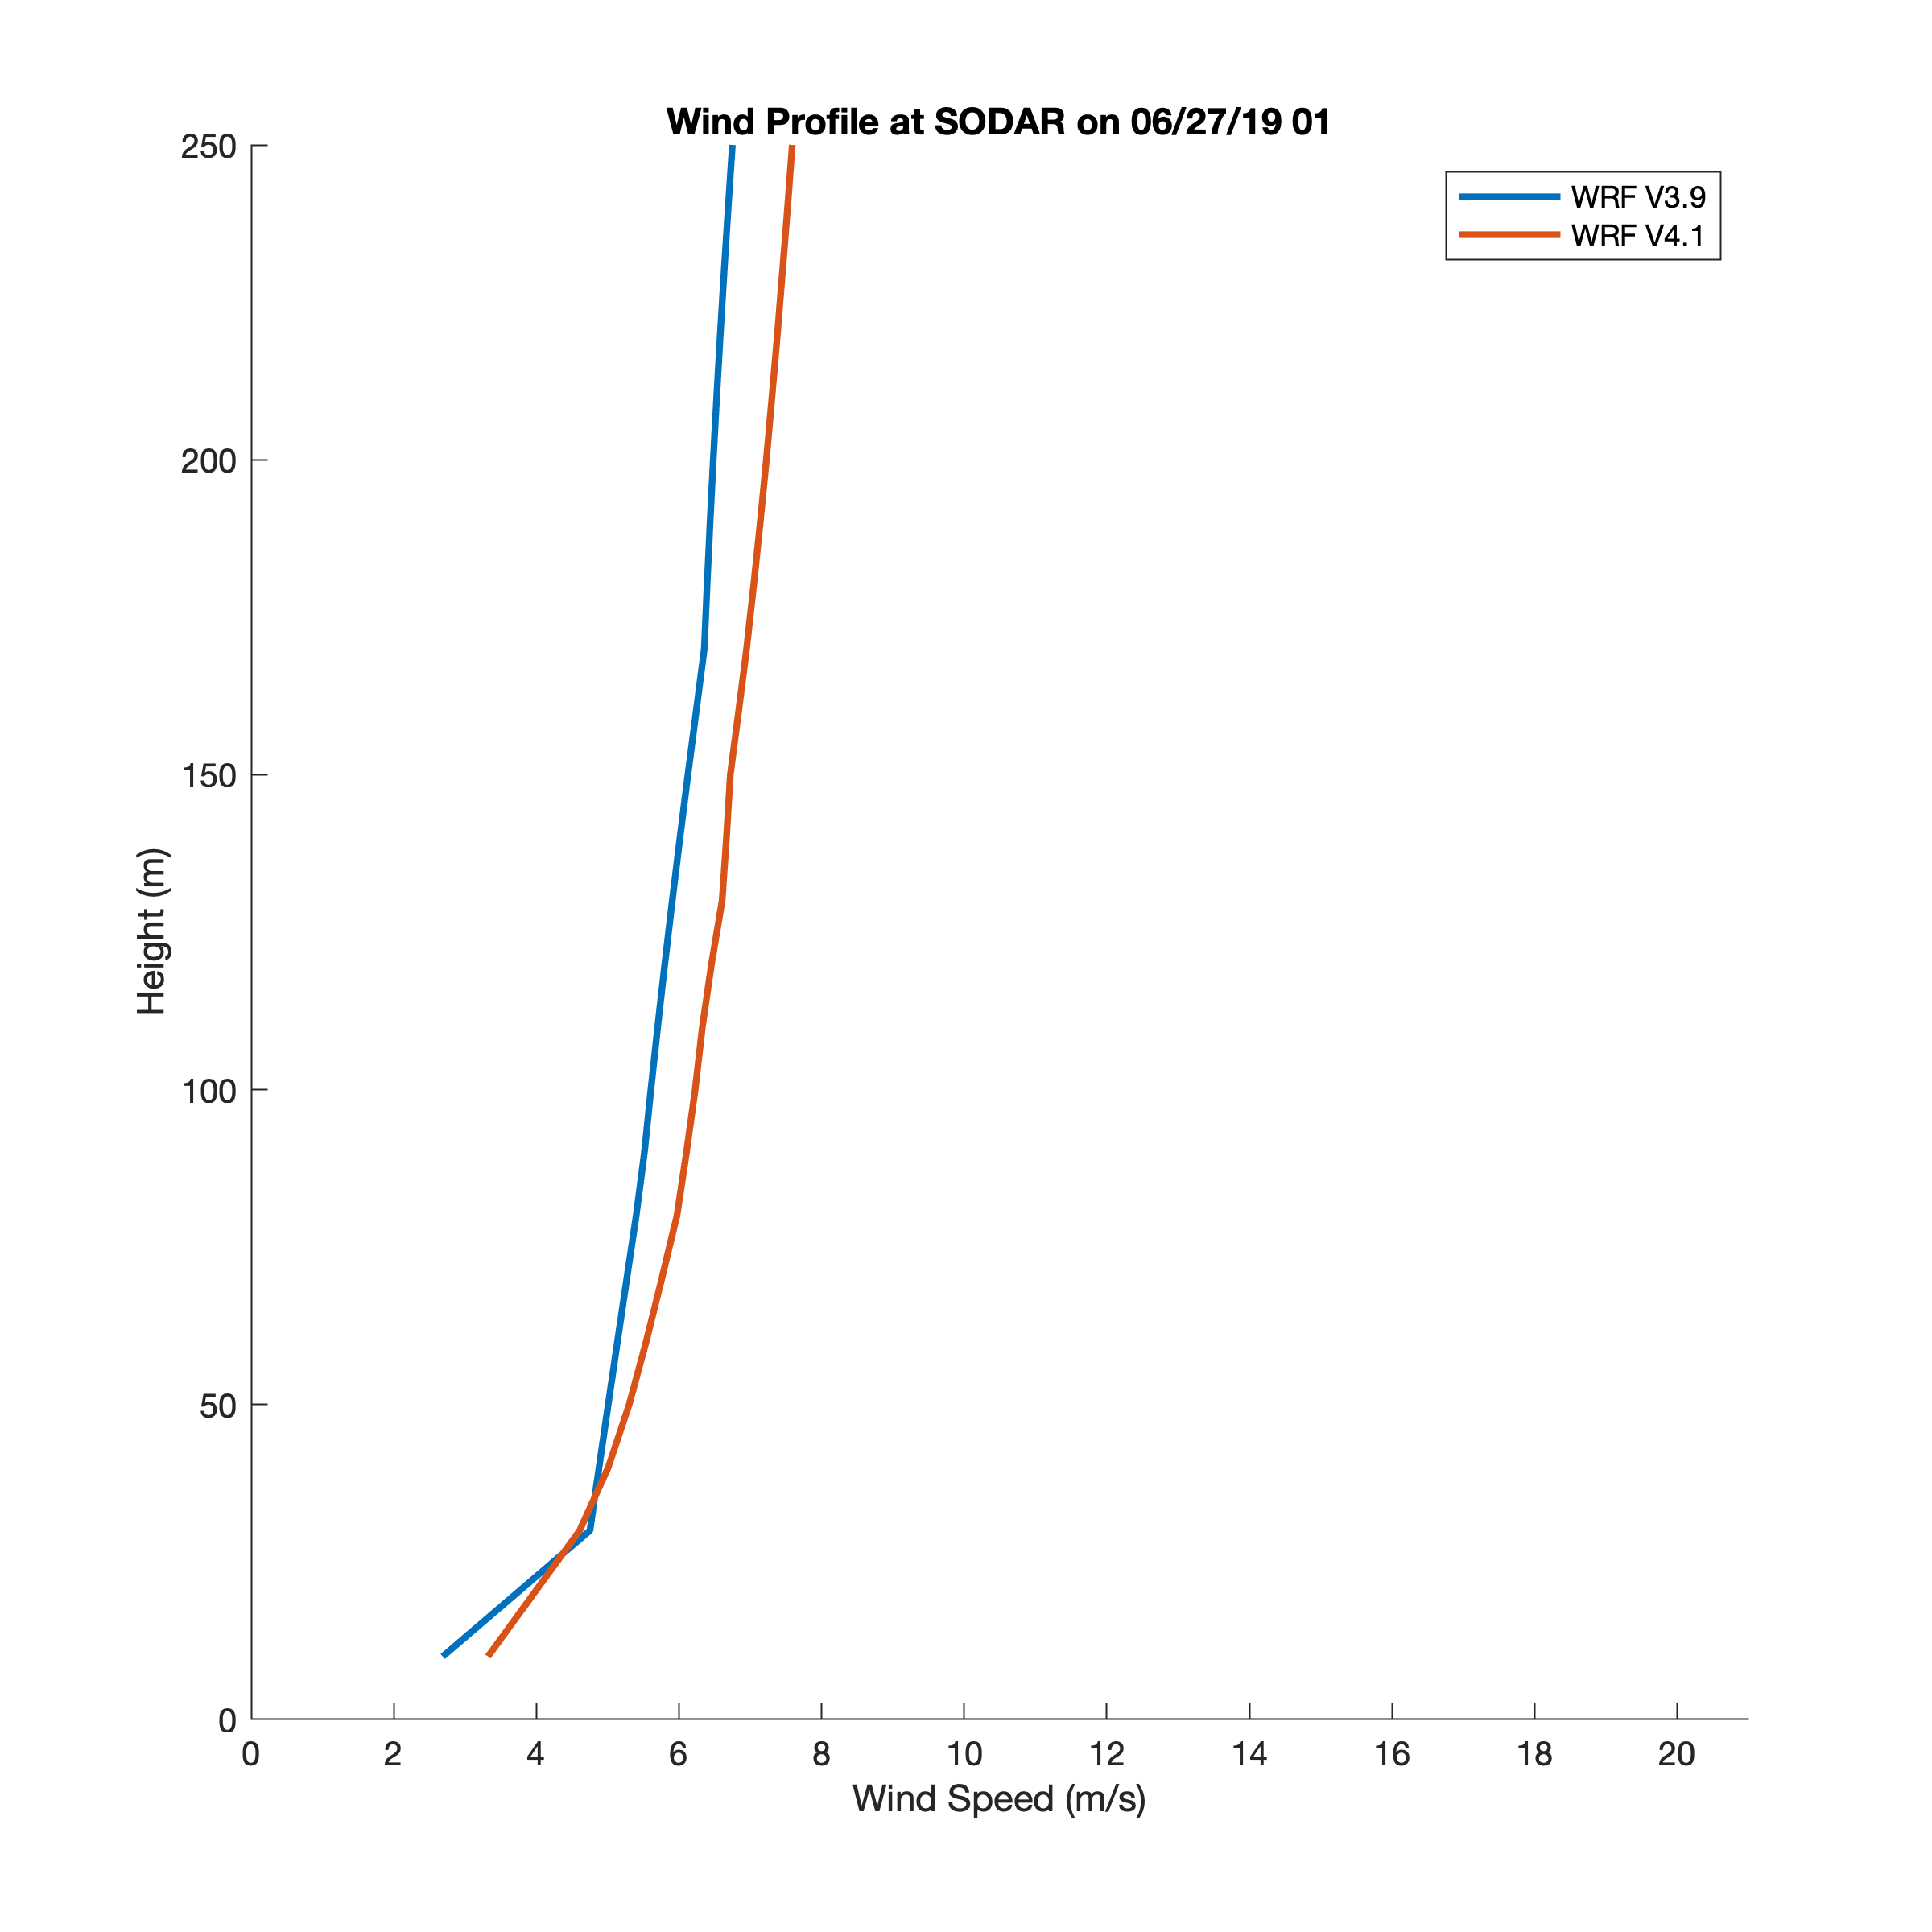 Wind Profile at SODAR on 06/27/19 01
WRF V3.9
WRF V4.1
250
200
150
100
50
0
Height (m)
0 2 4 6 8 10 12 14 16 18 20
Wind Speed (m/s)